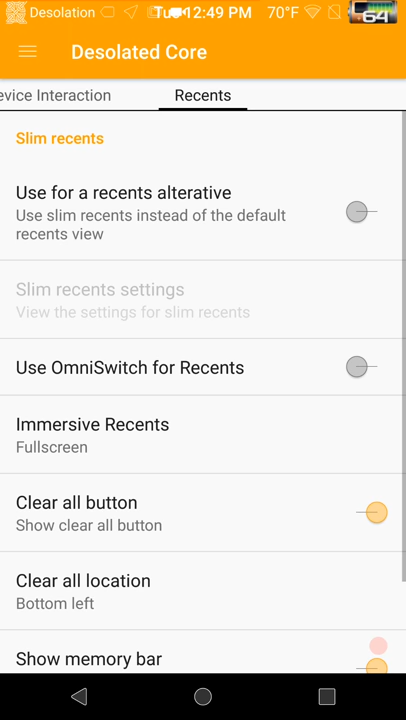 Desolation Tue 12:49 PM 70°F 64
Desolated Core
evice Interaction Recents
Slim recents
Use for a recents alterative
Use slim recents instead of the default
recents view
Slim recents settings
View the settings for slim recents
Use OmniSwitch for Recents
Immersive Recents
Fullscreen
Clear all button
Show clear all button
Clear all location
Bottom left
Show memory bar